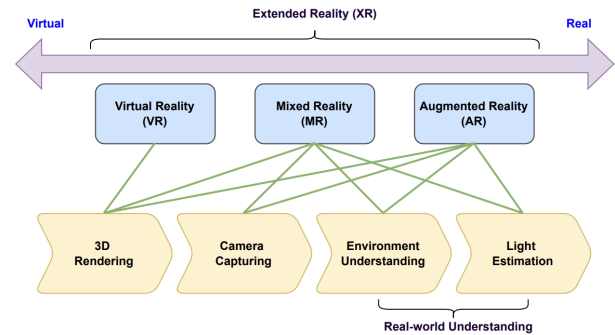 Extended Reality (XR)
Virtual
Real
Virtual Reality
(VR)
Mixed Reality
(MR)
Augmented Reality
(AR)
3D
Rendering
Camera
Capturing
Environment
Understanding
Light
Estimation
Real-world Understanding